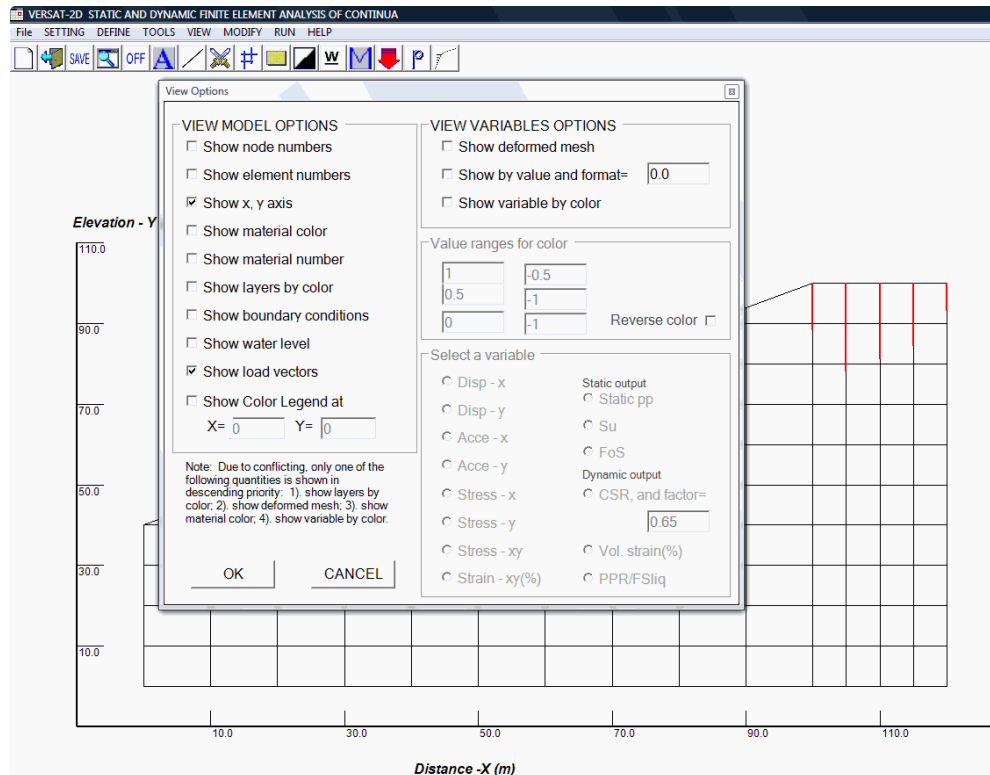 VERSAT-2D STATIC AND DYNAMIC FINITE ELEMENT ANALYSIS OF CONTINUA
File SETTING DEFINE TOOLS VIEW MODIFY RUN HELP
SAVE OFF A W M P
View Options
VIEW MODEL OPTIONS
Show node numbers
Show element numbers
Show x, y axis
Show material color
Show material number
Show layers by color
Show boundary conditions
Show water level
Show load vectors
Show Color Legend at
X= 0 Y= 0
Note: Due to conflicting, only one of the
following quantities is shown in
descending priority: 1). show layers by
color; 2). show deformed mesh; 3). show
material color; 4). show variable by color.
OK CANCEL
VIEW VARIABLES OPTIONS
Show deformed mesh
Show by value and format= 0.0
Show variable by color
Value ranges for color
1 -0.5
0.5 -1
0 -1
Reverse color
Select a variable
Disp - x
Disp - y
Acce - x
Acce - y
Stress - x
Stress - y
Stress - xy
Strain - xy(%)
Static output
Static pp
Su
FoS
Dynamic output
CSR, and factor=
0.65
Vol. strain(%)
PPR/FSliq
Elevation - Y
110.0
90.0
70.0
50.0
30.0
10.0
10.0 30.0 50.0 70.0 90.0 110.0
Distance -X (m)